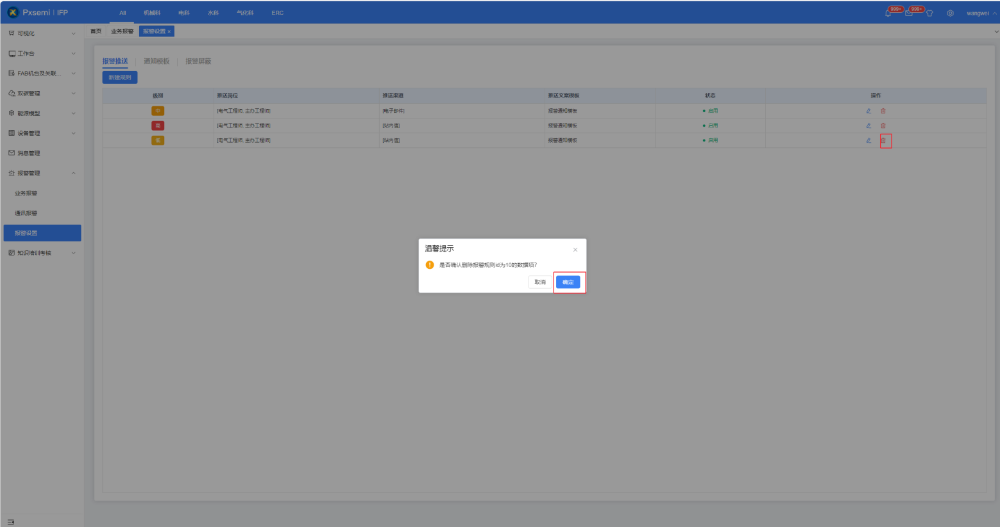 Pxsemi | IFP All 机械科 电科 水科 气化科 ERC 999+ 999+ wangwei
可视化
工作台
FAB机台及关联...
双碳管理
能源模型
设备管理
消息管理
报警管理
业务报警
通讯报警
报警设置
知识培训考核
首页 业务报警 报警设置 ×
报警推送 通知模板 报警屏蔽
新建规则
级别 推送岗位 推送渠道 推送文案模板 状态 操作
中 [电气工程师, 主办工程师] [电子邮件] 报警通知模板 启用
高 [电气工程师, 主办工程师] [站内信] 报警通知模板 启用
低 [电气工程师, 主办工程师] [站内信] 报警通知模板 启用
温馨提示
是否确认删除报警规则id为10的数据项?
取消 确定